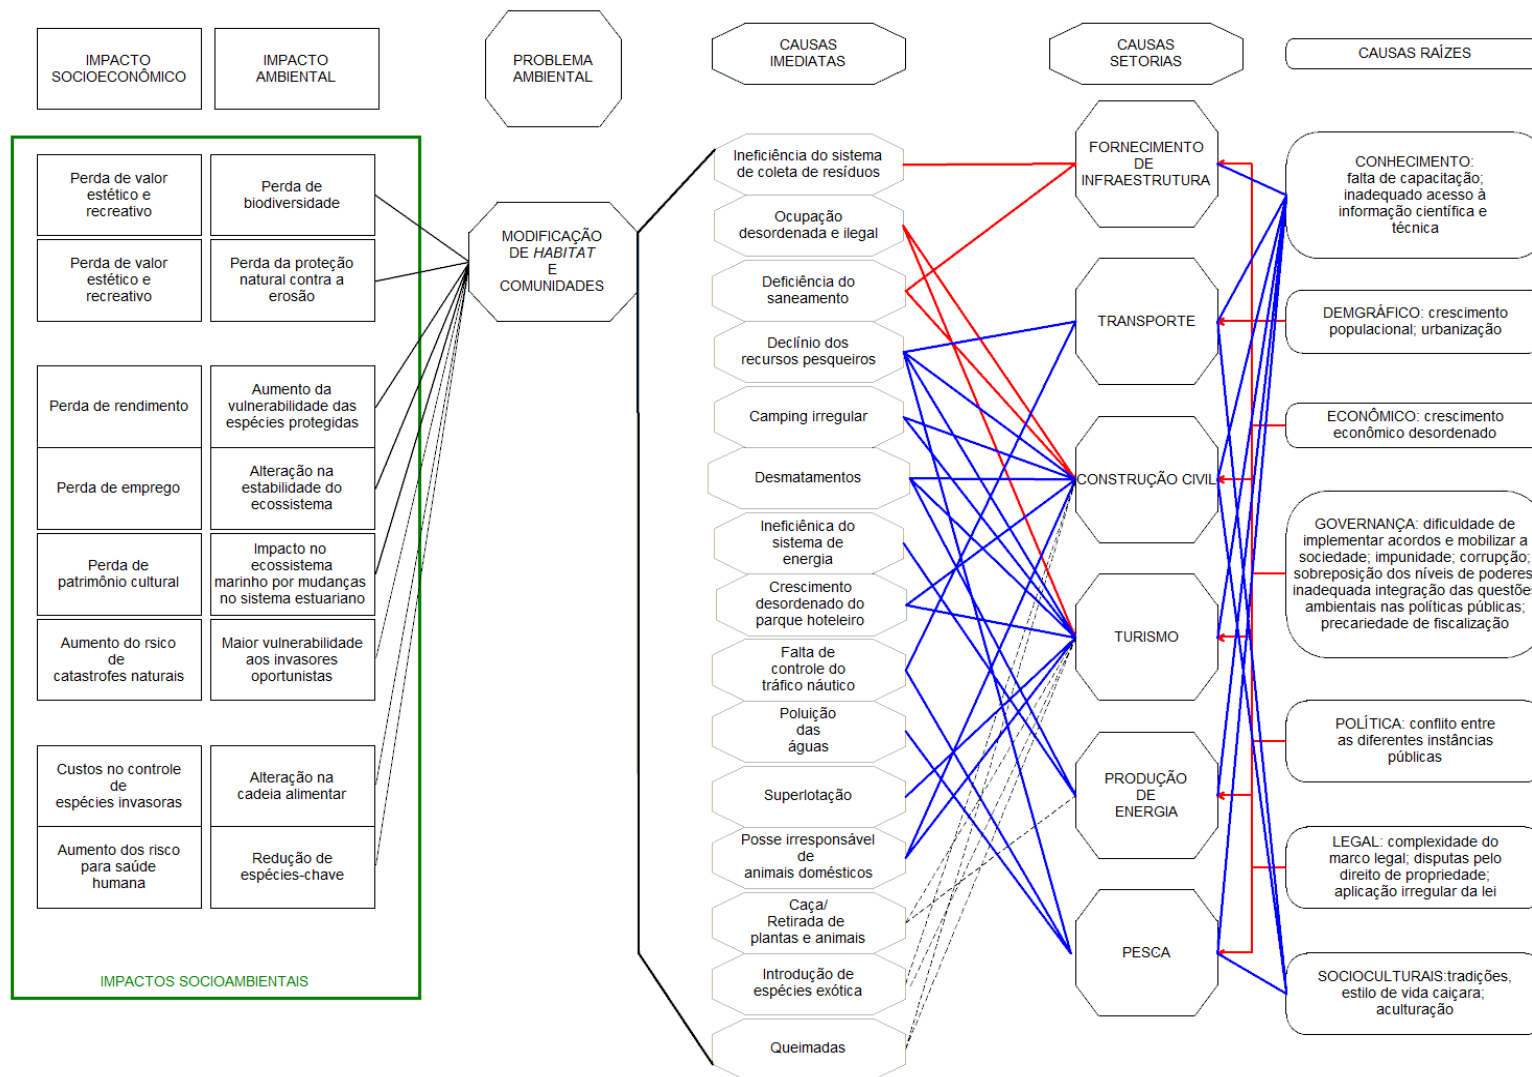 IMPACTO
SOCIOECONÔMICO
IMPACTO
AMBIENTAL
PROBLEMA
AMBIENTAL
CAUSAS
IMEDIATAS
CAUSAS
SETORIAS
CAUSAS RAÍZES
Perda de valor
estético e
recreativo
Perda de
biodiversidade
Perda de valor
estético e
recreativo
Perda da proteção
natural contra a
erosão
Perda de rendimento
Aumento da
vulnerabilidade das
espécies protegidas
Perda de emprego
Alteração na
estabilidade do
ecossistema
Perda de
patrimônio cultural
Impacto no
ecossistema
marinho por mudanças
no sistema estuariano
Aumento do rsico
de
catastrofes naturais
Maior vulnerabilidade
aos invasores
oportunistas
Custos no controle
de
espécies invasoras
Alteração na
cadeia alimentar
Aumento dos risco
para saúde
humana
Redução de
espécies-chave
IMPACTOS SOCIOAMBIENTAIS
MODIFICAÇÃO
DE HABITAT
E
COMUNIDADES
Ineficiência do sistema
de coleta de resíduos
Ocupação
desordenada e ilegal
Deficiência do
saneamento
Declínio dos
recursos pesqueiros
Camping irregular
Desmatamentos
Ineficiênica do
sistema de
energia
Crescimento
desordenado do
parque hoteleiro
Falta de
controle do
tráfico náutico
Poluição
das
águas
Superlotação
Posse irresponsável
de
animais domésticos
Caça/
Retirada de
plantas e animais
Introdução de
espécies exótica
Queimadas
FORNECIMENTO
DE
INFRAESTRUTURA
TRANSPORTE
CONSTRUÇÃO CIVIL
TURISMO
PRODUÇÃO
DE
ENERGIA
PESCA
CONHECIMENTO:
falta de capacitação;
inadequado acesso à
informação científica e
técnica
DEMGRÁFICO: crescimento
populacional; urbanização
ECONÔMICO: crescimento
econômico desordenado
GOVERNANÇA: dificuldade de
implementar acordos e mobilizar a
sociedade; impunidade; corrupção;
sobreposição dos níveis de poderes;
inadequada integração das questões
ambientais nas políticas públicas;
precariedade de fiscalização
POLÍTICA: conflito entre
as diferentes instâncias
públicas
LEGAL: complexidade do
marco legal; disputas pelo
direito de propriedade;
aplicação irregular da lei
SOCIOCULTURAIS:tradições,
estilo de vida caiçara;
aculturação